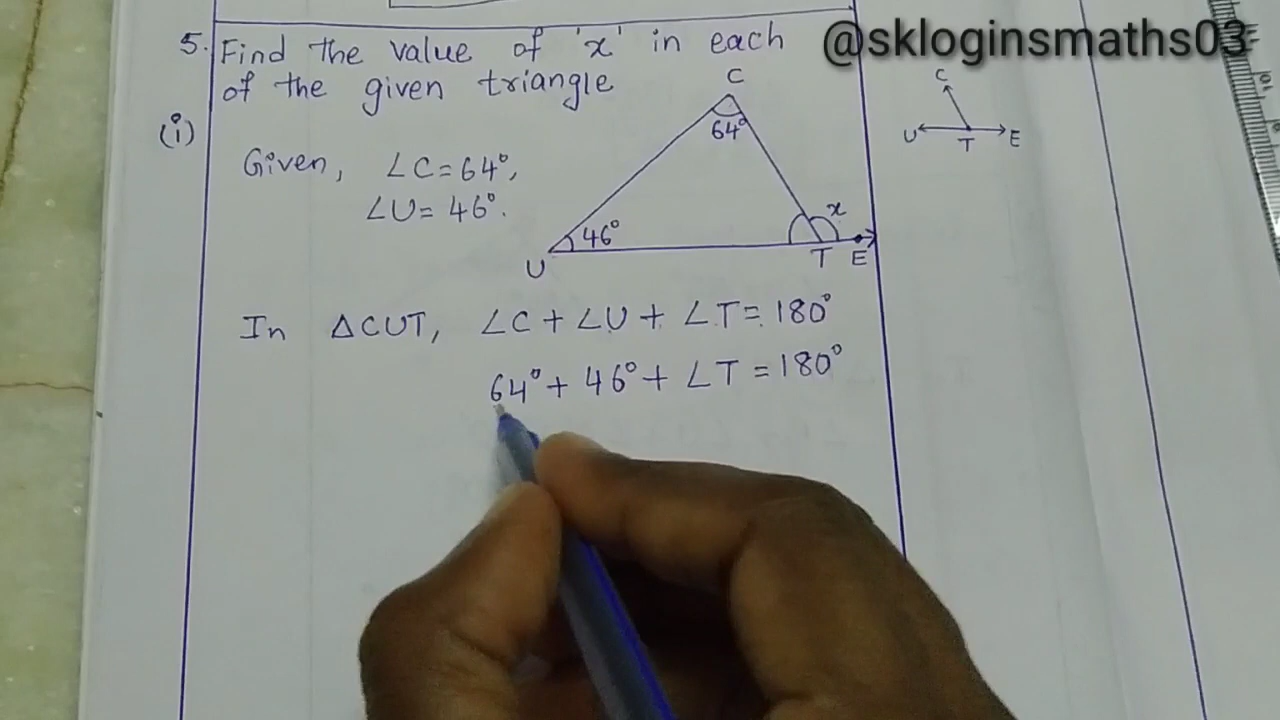 @skloginsmaths03
5. Find the value of 'x' in each
of the given triangle
(i)
Given, ∠C = 64°,
∠U = 46°.
C
64°
46°
x
U
T
E
C
U
T
E
In ΔCUT, ∠C + ∠U + ∠T = 180°
64° + 46° + ∠T = 180°